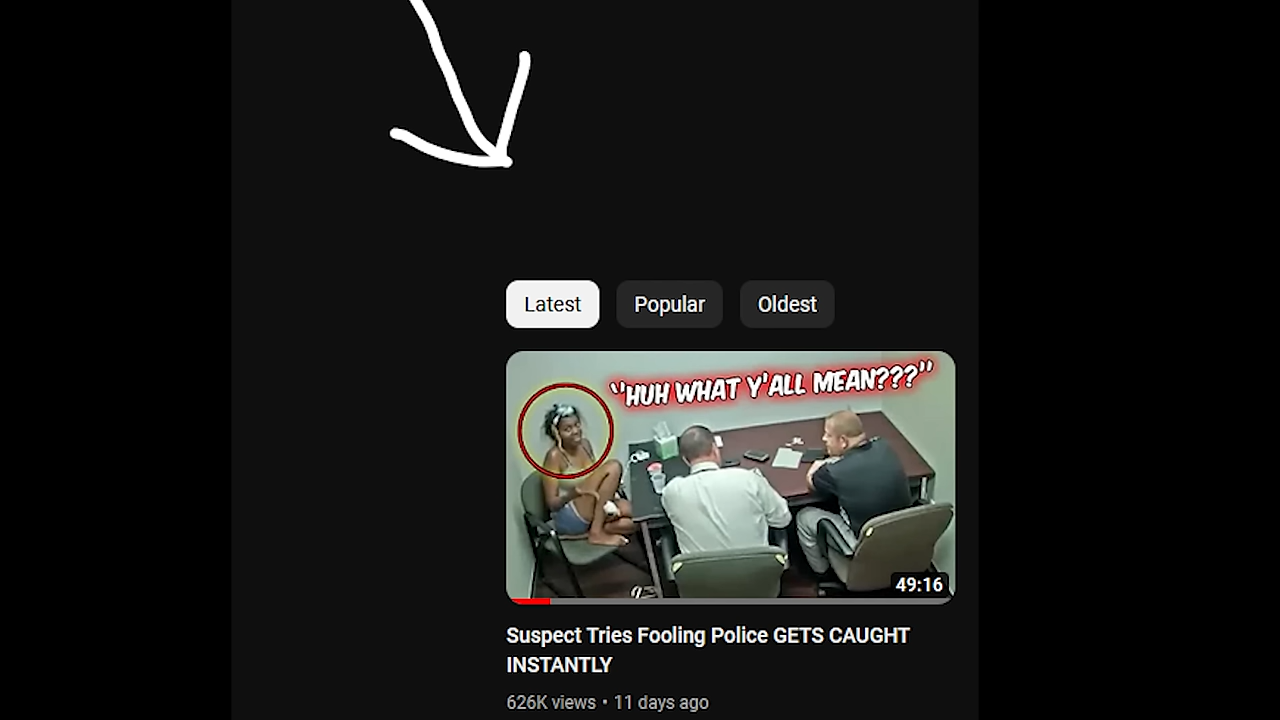 Latest
Popular
Oldest
"HUH WHAT Y'ALL MEAN???"
49:16
Suspect Tries Fooling Police GETS CAUGHT
INSTANTLY
626K views • 11 days ago